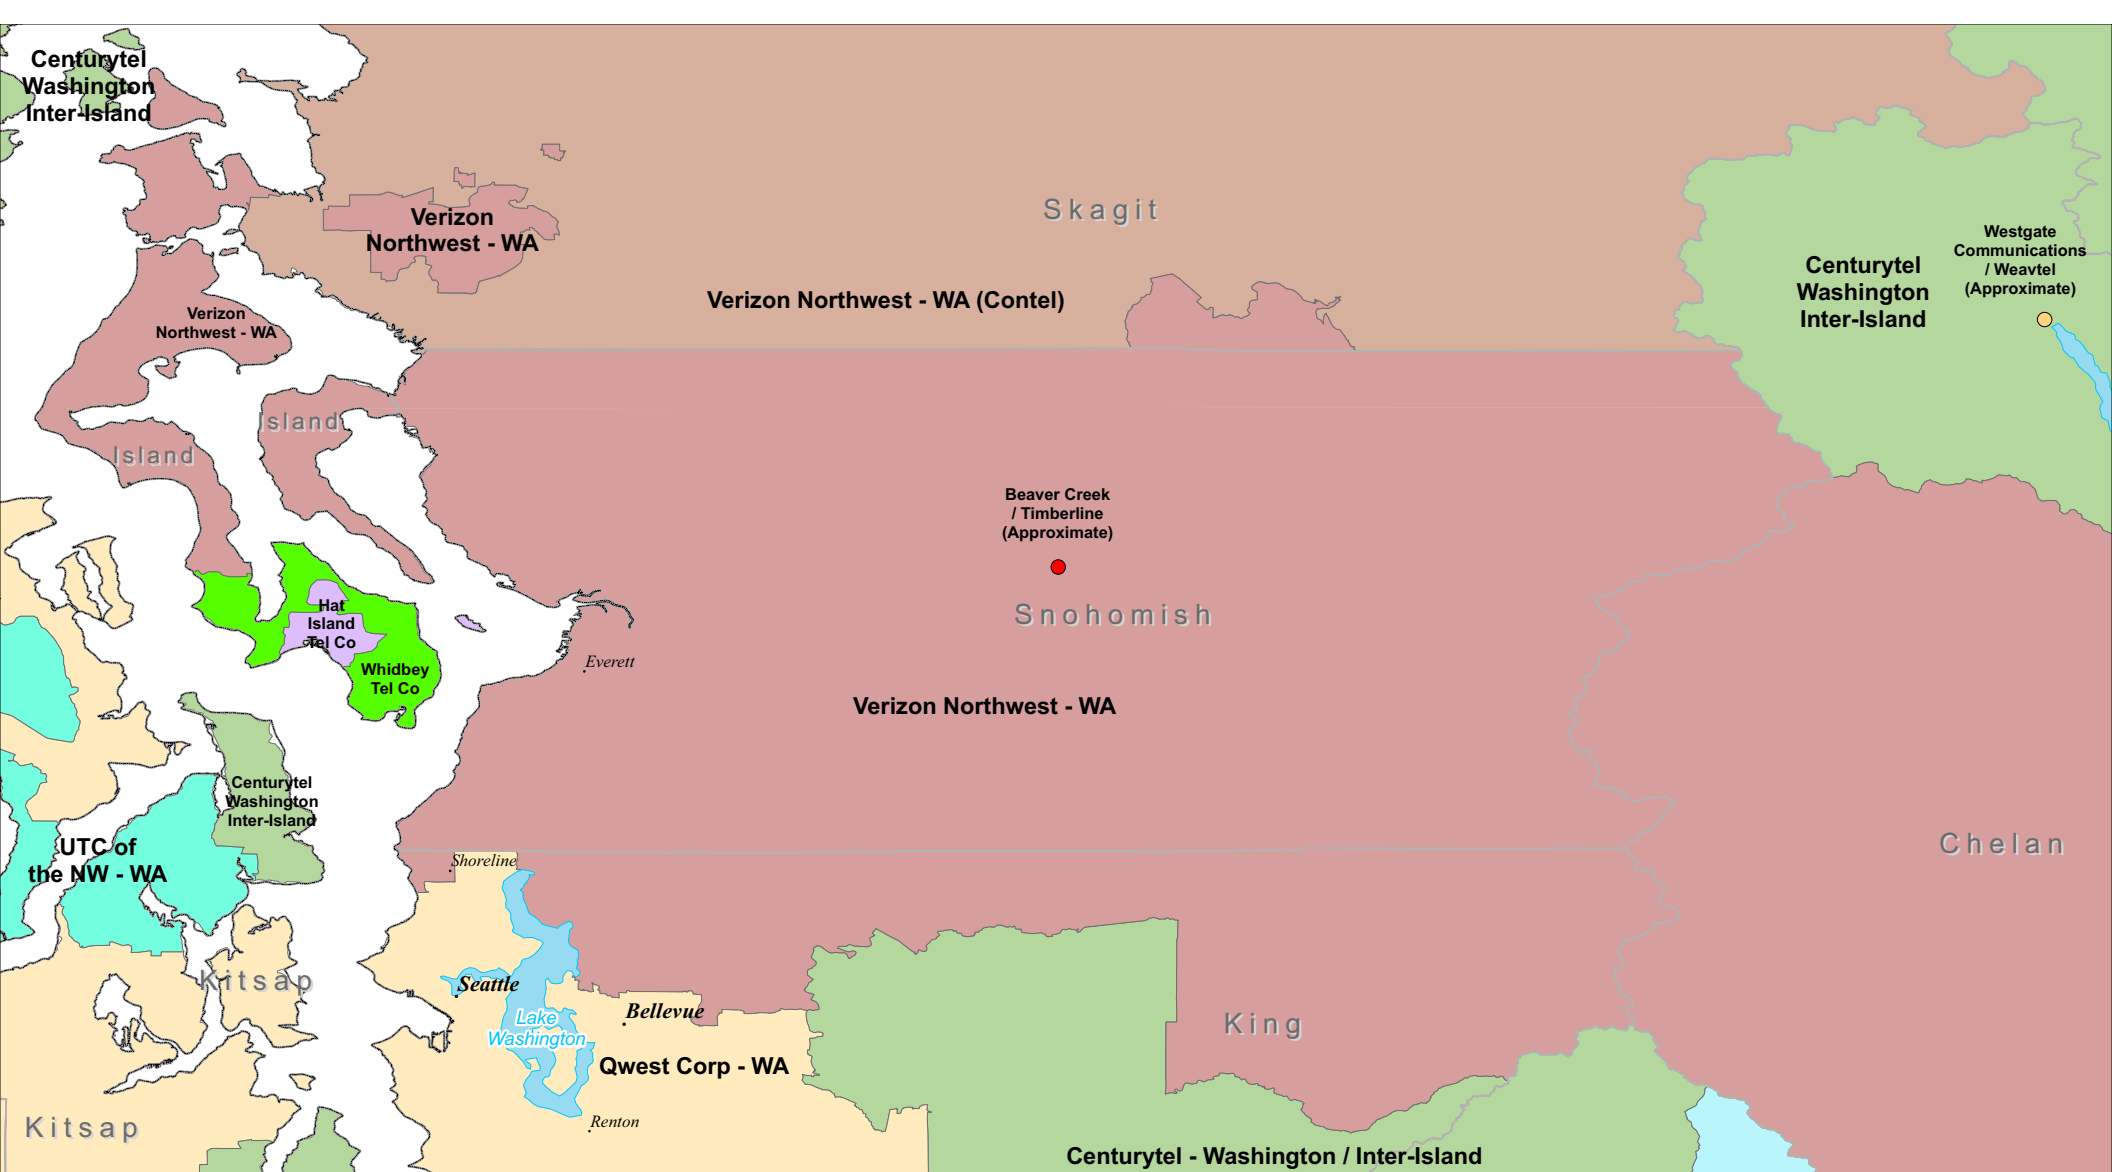 Centurytel
Washington
Inter-Island
Skagit
Verizon
Northwest - WA
Westgate
Communications
/ Weavtel
(Approximate)
Centurytel
Washington
Inter-Island
Verizon Northwest - WA (Contel)
Verizon
Northwest - WA
Island
Island
Beaver Creek
/ Timberline
(Approximate)
Hat
Island
Tel Co
Snohomish
Everett
Whidbey
Tel Co
Verizon Northwest - WA
Centurytel
Washington
Inter-Island
UTC of
the NW - WA
Shoreline
Chelan
Kitsap
Seattle
Bellevue
Lake
Washington
King
Qwest Corp - WA
Renton
Kitsap
Centurytel - Washington / Inter-Island